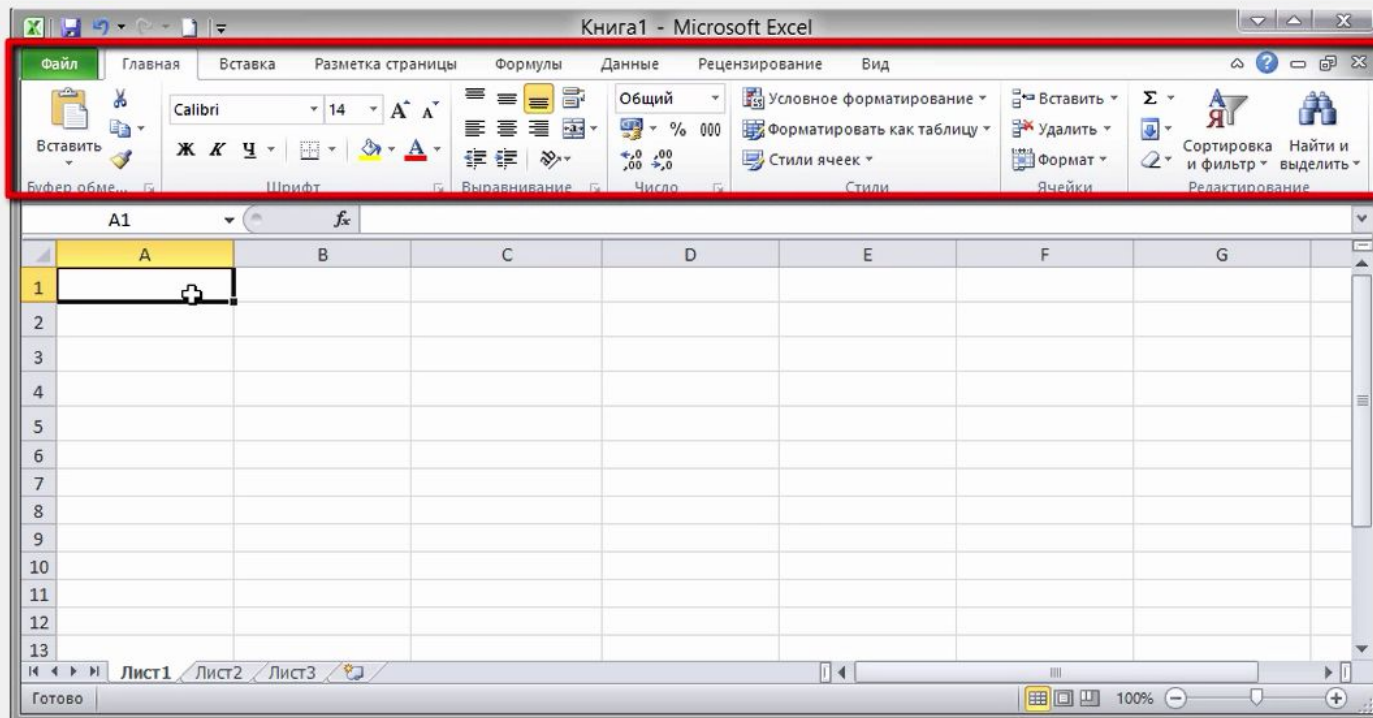 Книга1 - Microsoft Excel
Файл Главная Вставка Разметка страницы Формулы Данные Рецензирование Вид
Вставить
Буфер обме...
Calibri 14
Ж К Ч
Шрифт
Выравнивание
Общий
% 000
Число
Условное форматирование
Форматировать как таблицу
Стили ячеек
Стили
Вставить
Удалить
Формат
Ячейки
Σ
Сортировка и фильтр
Найти и выделить
Редактирование
A1 fx
A B C D E F G
1
2
3
4
5
6
7
8
9
10
11
12
13
Лист1 Лист2 Лист3
Готово 100%